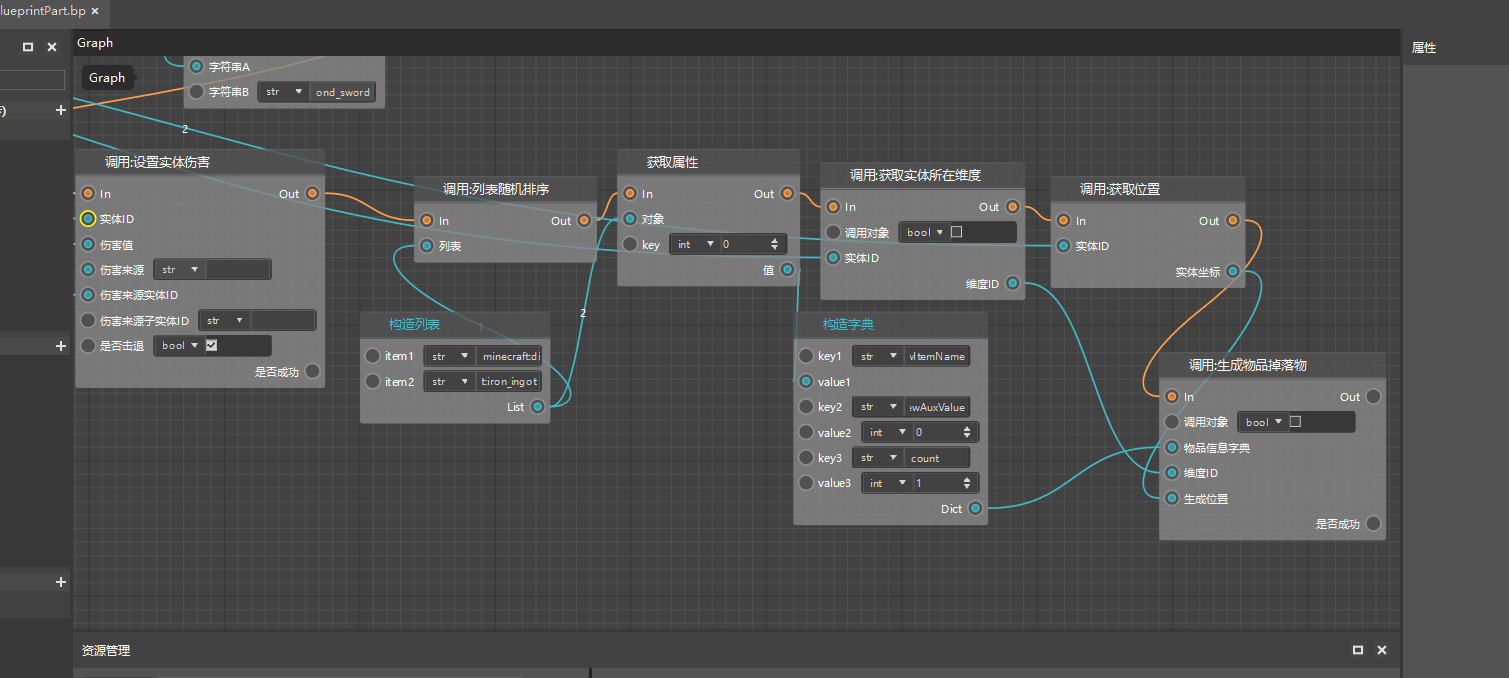 lueprintPart.bp ×
Graph
属性
Graph
字符串A
字符串B str ond_sword
2
调用:设置实体伤害
In Out
实体ID
伤害值
伤害来源 str
伤害来源实体ID
伤害来源子实体ID str
是否击退 bool
是否成功
调用:列表随机排序
In Out
列表
获取属性
In Out
对象
key int 0
值
调用:获取实体所在维度
In Out
调用对象 bool
实体ID
维度ID
调用:获取位置
In Out
实体ID
实体坐标
构造列表
1
2
item1 str minecraft:di
item2 str t:iron_ingot
List
构造字典
key1 str wItemName
value1
key2 str ewAuxValue
value2 int 0
key3 str count
value3 int 1
Dict
调用:生成物品掉落物
In Out
调用对象 bool
物品信息字典
维度ID
生成位置
是否成功
资源管理